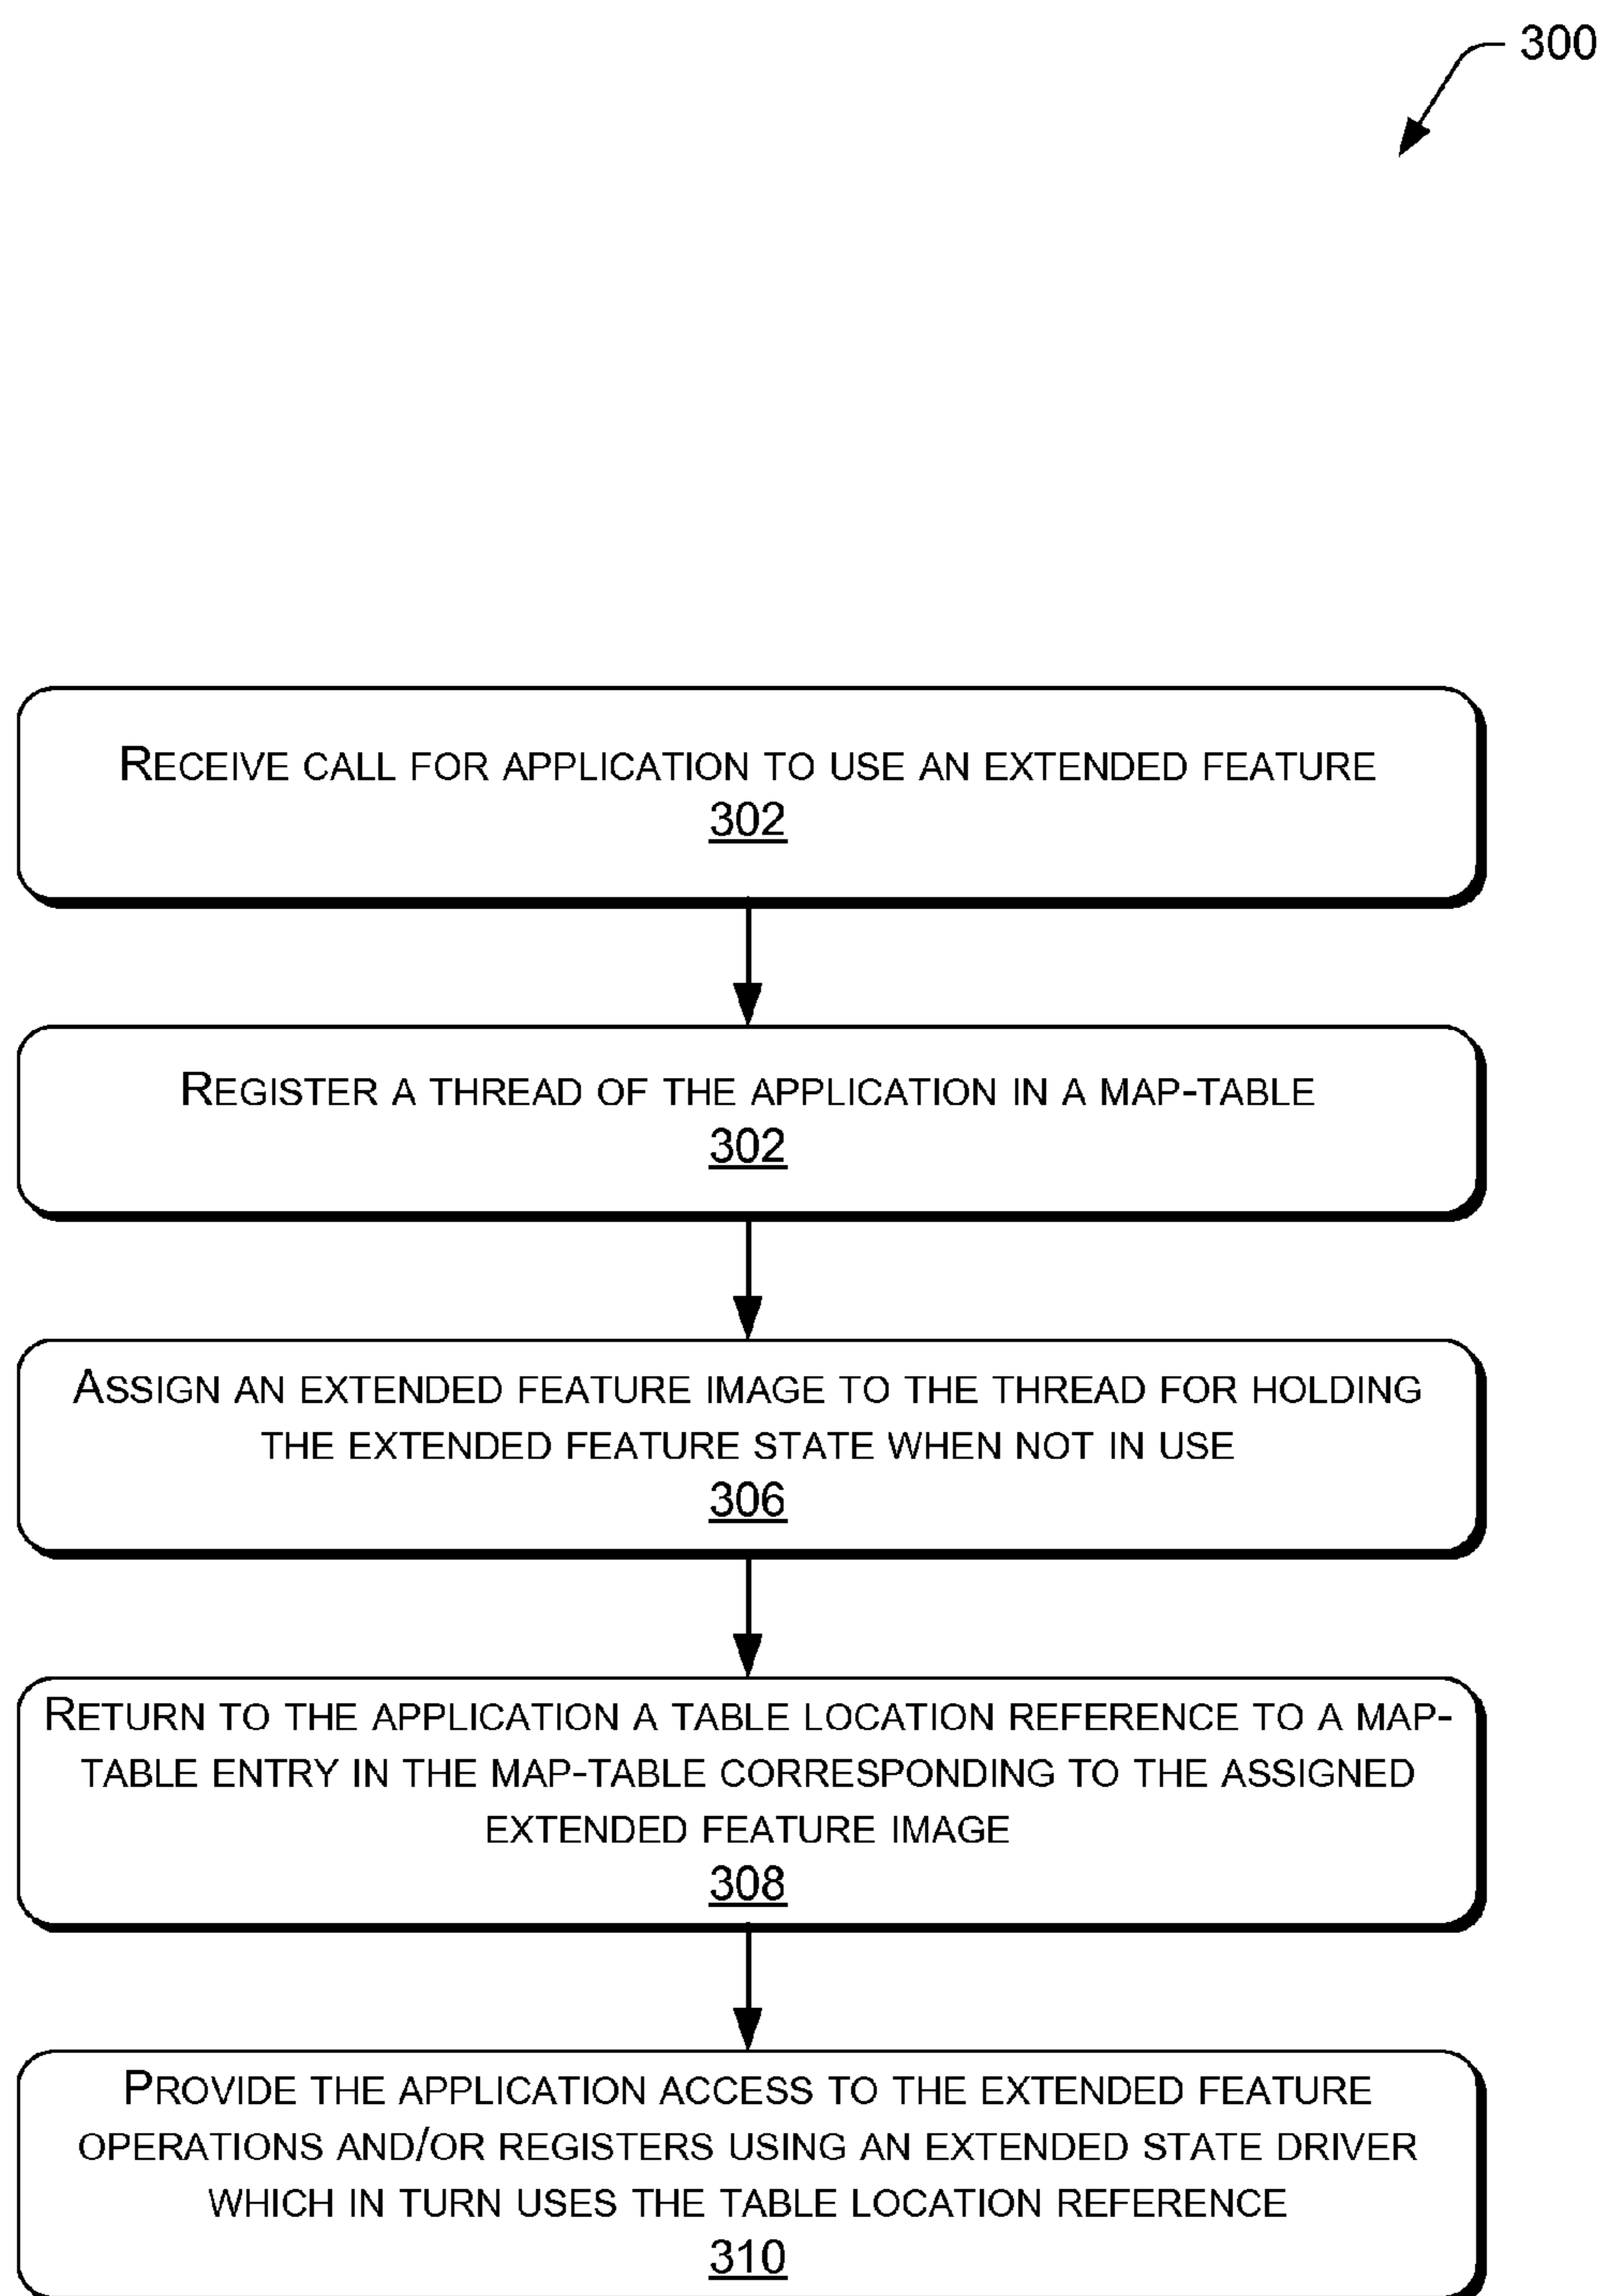 300
RECEIVE CALL FOR APPLICATION TO USE AN EXTENDED FEATURE
302
REGISTER A THREAD OF THE APPLICATION IN A MAP-TABLE
302
ASSIGN AN EXTENDED FEATURE IMAGE TO THE THREAD FOR HOLDING
THE EXTENDED FEATURE STATE WHEN NOT IN USE
306
RETURN TO THE APPLICATION A TABLE LOCATION REFERENCE TO A MAP-
TABLE ENTRY IN THE MAP-TABLE CORRESPONDING TO THE ASSIGNED
EXTENDED FEATURE IMAGE
308
PROVIDE THE APPLICATION ACCESS TO THE EXTENDED FEATURE
OPERATIONS AND/OR REGISTERS USING AN EXTENDED STATE DRIVER
WHICH IN TURN USES THE TABLE LOCATION REFERENCE
310